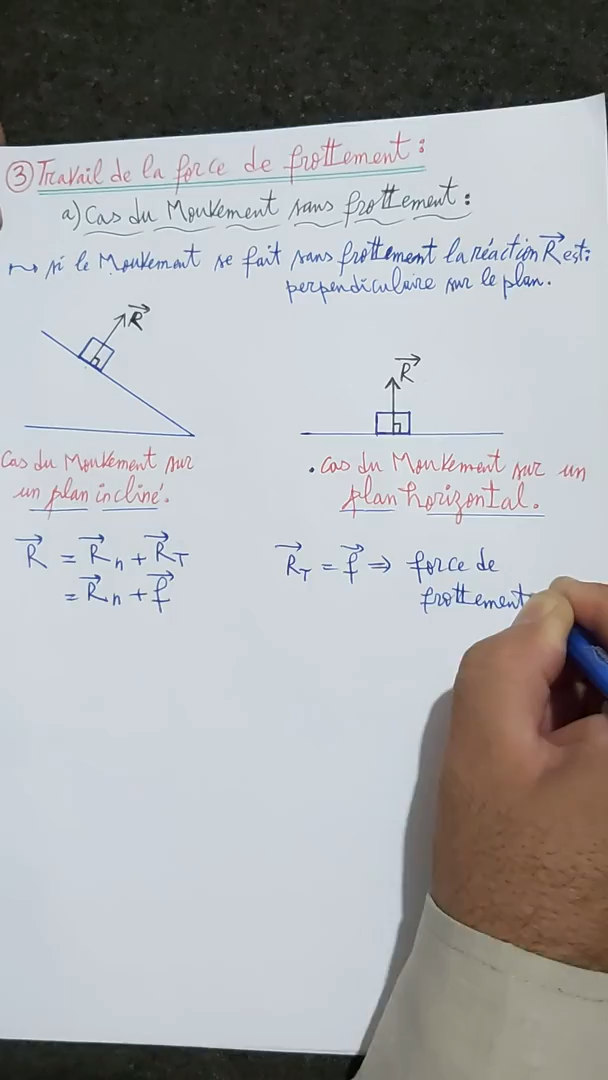 ③ Travail de la force de frottement :
a) Cas du Mouvement sans frottement :
si le Mouvement se fait sans frottement la réaction R⃗ est :
perpendiculaire sur le plan.
R⃗
R⃗
Cas du Mouvement sur
un plan incliné.
. Cas du Mouvement sur un
plan horizontal.
R⃗ = R⃗n + R⃗T
= R⃗n + f⃗
R⃗T = f⃗ ⇒ force de
frottement